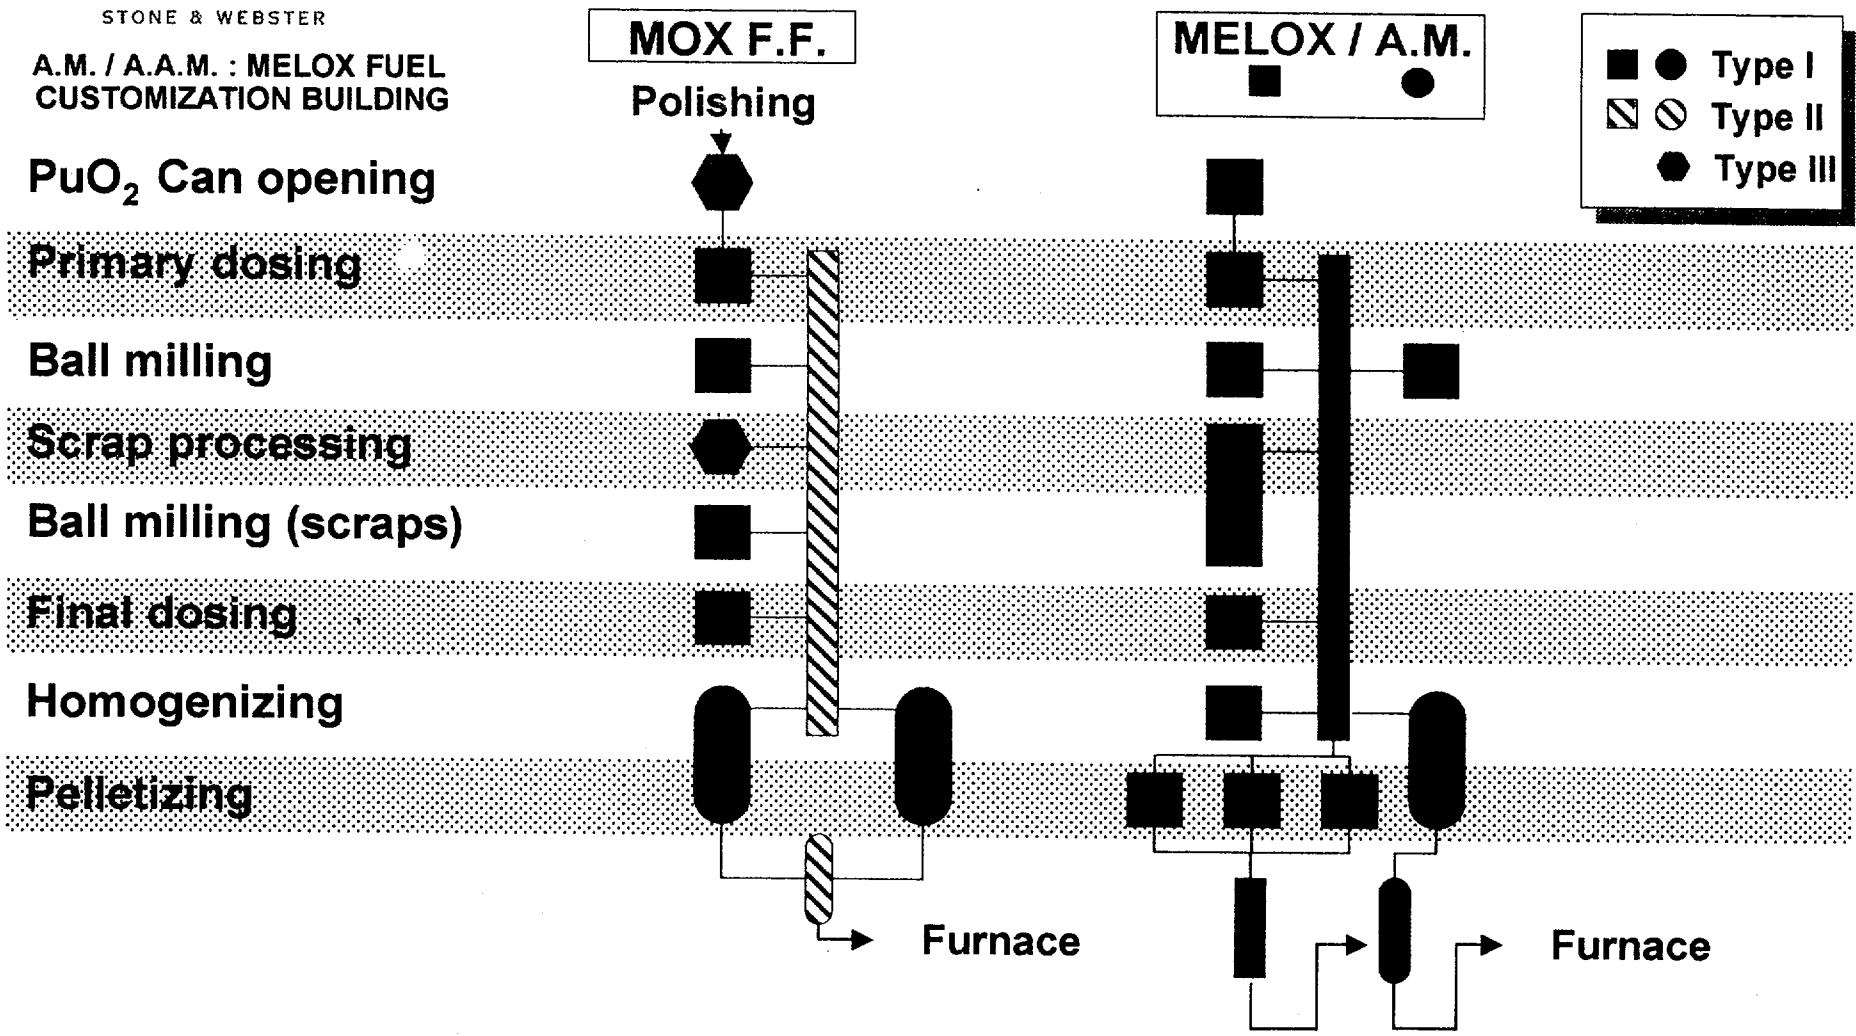 STONE & WEBSTER
A.M. / A.A.M. : MELOX FUEL
CUSTOMIZATION BUILDING
MOX F.F.
Polishing
MELOX / A.M.
Type I
Type II
Type III
PuO₂ Can opening
Primary dosing
Ball milling
Scrap processing
Ball milling (scraps)
Final dosing
Homogenizing
Pelletizing
Furnace
Furnace